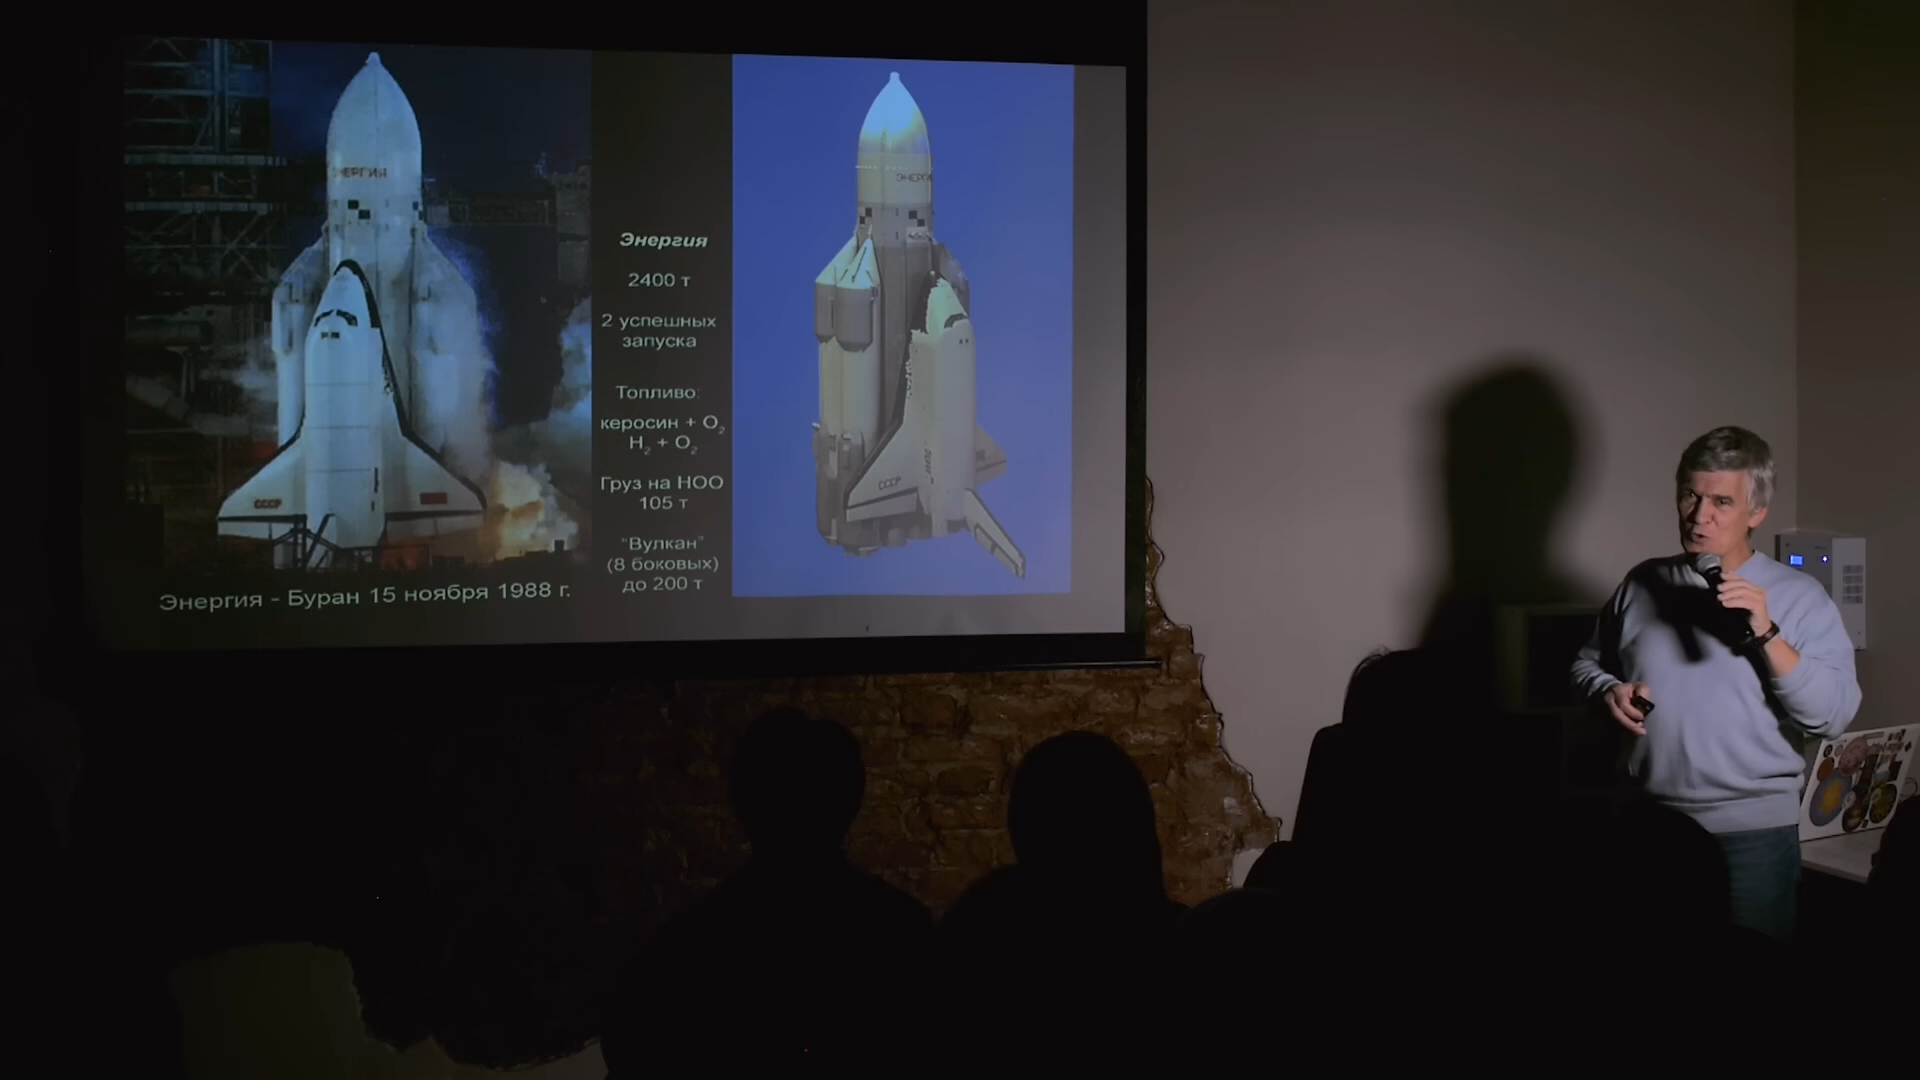 ЭНЕРГИЯ
СССР
Энергия - Буран 15 ноября 1988 г.
Энергия
2400 т
2 успешных
запуска
Топливо:
керосин + O₂
H₂ + O₂
Груз на НОО
105 т
"Вулкан"
(8 боковых)
до 200 т
СССР